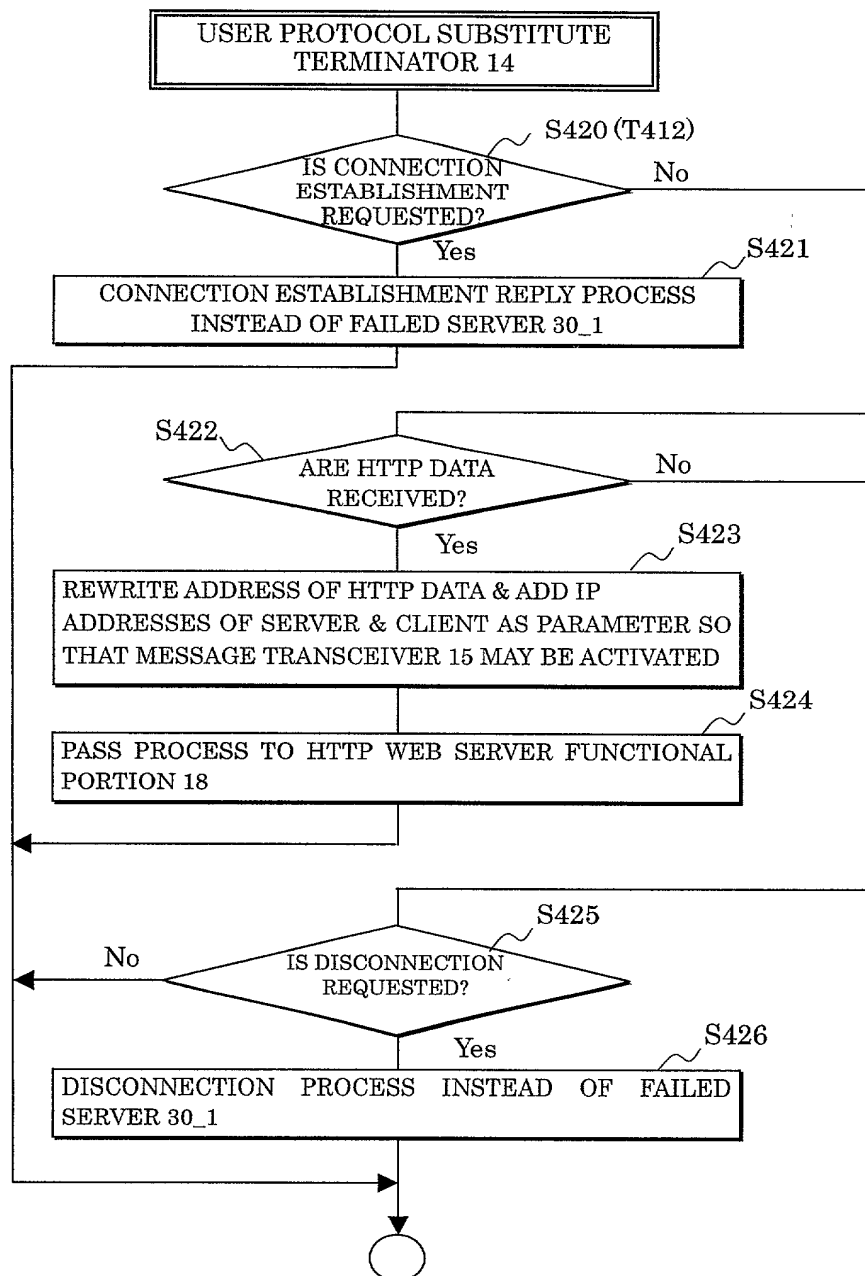 USER PROTOCOL SUBSTITUTE
TERMINATOR 14
S420 (T412)
IS CONNECTION
ESTABLISHMENT
REQUESTED?
No
Yes
S421
CONNECTION ESTABLISHMENT REPLY PROCESS
INSTEAD OF FAILED SERVER 30_1
S422
ARE HTTP DATA
RECEIVED?
No
Yes
S423
REWRITE ADDRESS OF HTTP DATA & ADD IP
ADDRESSES OF SERVER & CLIENT AS PARAMETER SO
THAT MESSAGE TRANSCEIVER 15 MAY BE ACTIVATED
S424
PASS PROCESS TO HTTP WEB SERVER FUNCTIONAL
PORTION 18
S425
No
IS DISCONNECTION
REQUESTED?
Yes
S426
DISCONNECTION PROCESS INSTEAD OF FAILED
SERVER 30_1